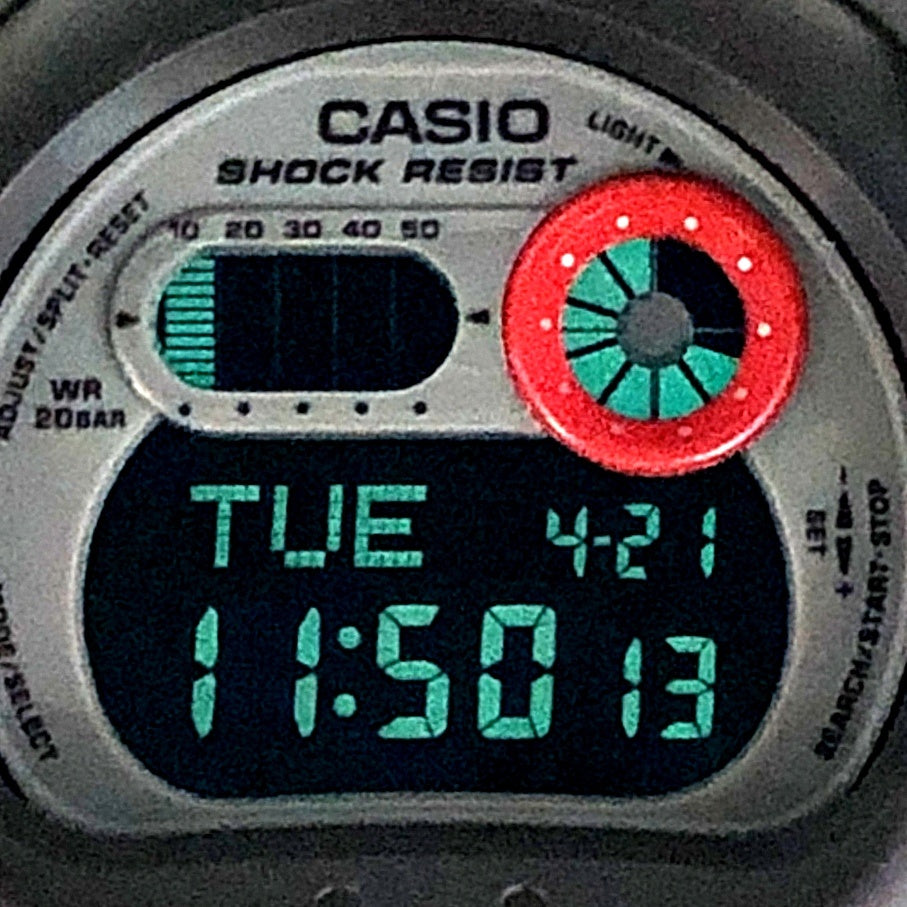 CASIO
LIGHT
SHOCK RESIST
10 20 30 40 50
ADJUST/SPLIT·RESET
WR
20BAR
TUE 4-21
11:50 13
- SET +
SEARCH/START·STOP
MODE/SELECT